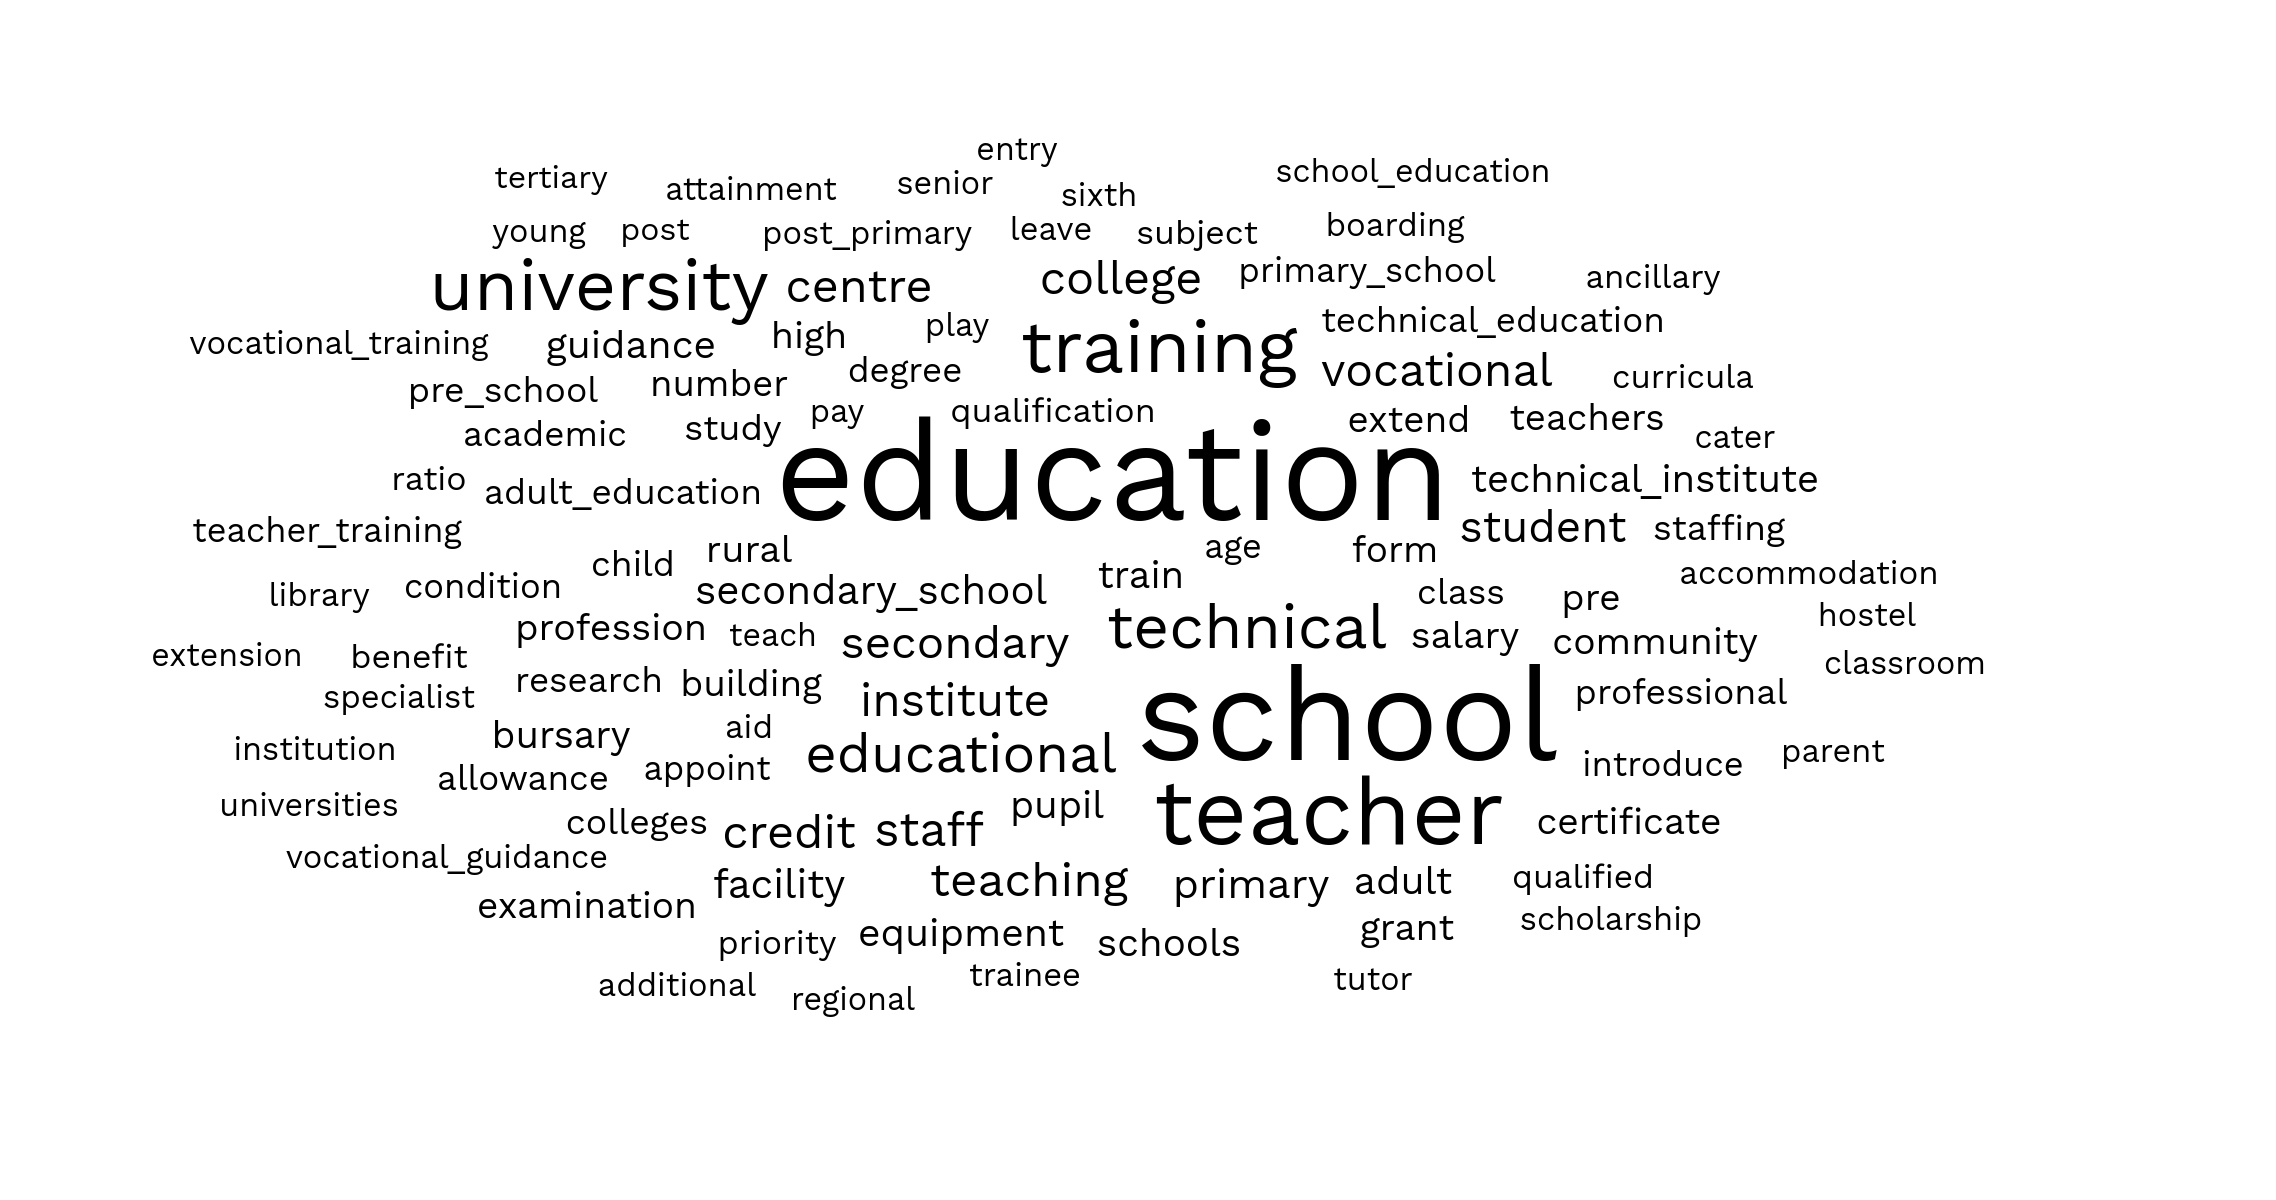 entry
tertiary attainment senior sixth school_education
young post post_primary leave subject boarding
university centre college primary_school ancillary
vocational_training guidance high play training technical_education
pre_school number degree vocational curricula
academic study pay qualification extend teachers cater
ratio adult_education education technical_institute
teacher_training student staffing
child rural age form
library condition secondary_school train class pre accommodation
hostel
profession teach secondary technical salary community
extension benefit classroom
specialist research building institute school professional
institution bursary aid educational introduce parent
allowance appoint
universities colleges credit staff pupil teacher certificate
vocational_guidance
examination facility teaching primary adult qualified
priority equipment schools grant scholarship
additional regional trainee tutor